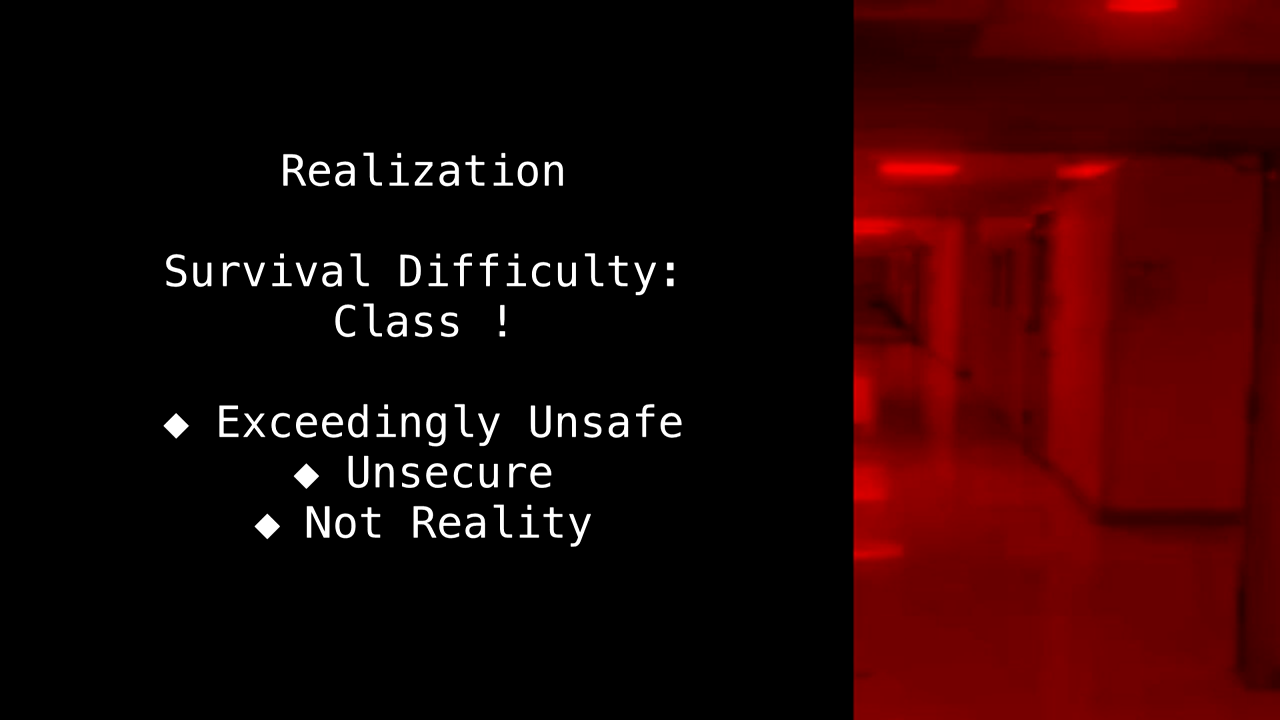 Realization
Survival Difficulty:
Class !
◆ Exceedingly Unsafe
◆ Unsecure
◆ Not Reality